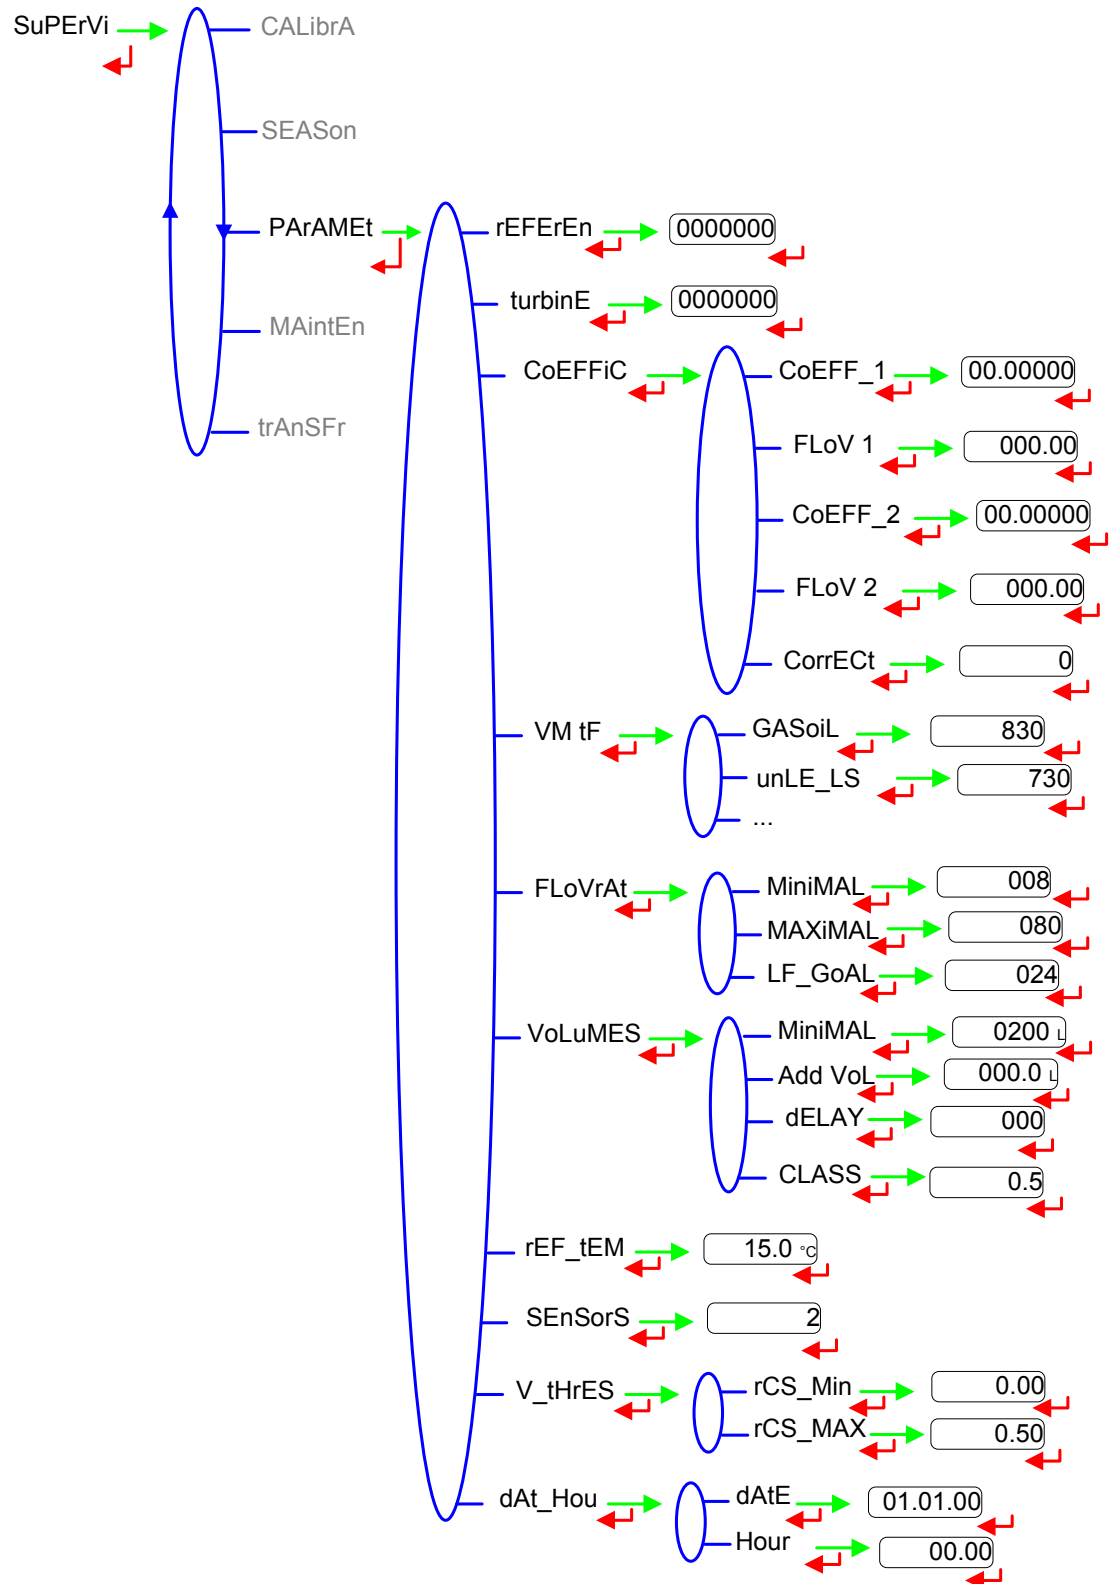 SuPErVi CALibrA
SEASon
PArAMEt rEFErEn 0000000
MAintEn turbinE 0000000
trAnSFr CoEFFiC CoEFF_1 00.00000
FLoV 1 000.00
CoEFF_2 00.00000
FLoV 2 000.00
CorrECt 0
VM tF GASoiL 830
unLE_LS 730
...
FLoVrAt MiniMAL 008
MAXiMAL 080
LF_GoAL 024
VoLuMES MiniMAL 0200 L
Add VoL 000.0 L
dELAY 000
CLASS 0.5
rEF_tEM 15.0 °C
SEnSorS 2
V_tHrES rCS_Min 0.00
rCS_MAX 0.50
dAt_Hou dAtE 01.01.00
Hour 00.00